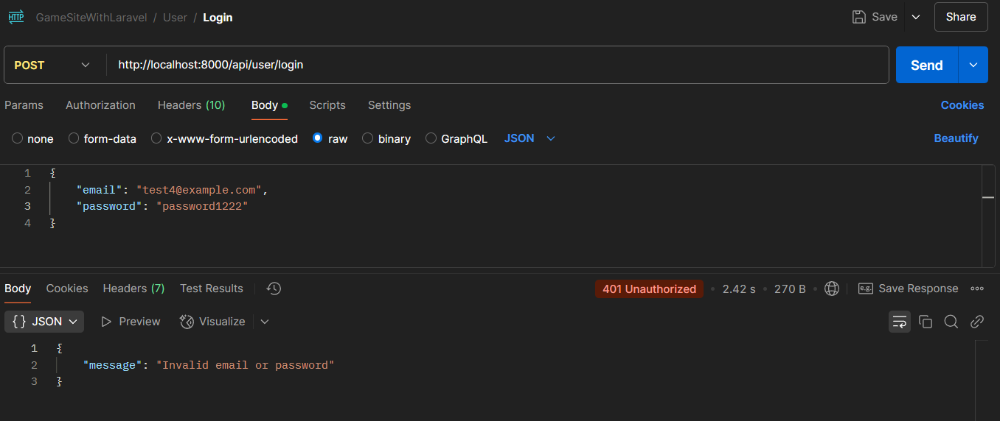 HTTP GameSiteWithLaravel / User / Login Save Share
POST http://localhost:8000/api/user/login Send
Params Authorization Headers (10) Body Scripts Settings Cookies
none form-data x-www-form-urlencoded raw binary GraphQL JSON Beautify
1 {
2 "email": "test4@example.com",
3 "password": "password1222"
4 }
Body Cookies Headers (7) Test Results 401 Unauthorized • 2.42 s • 270 B • e.g. Save Response
{} JSON Preview Visualize
1 {
2 "message": "Invalid email or password"
3 }